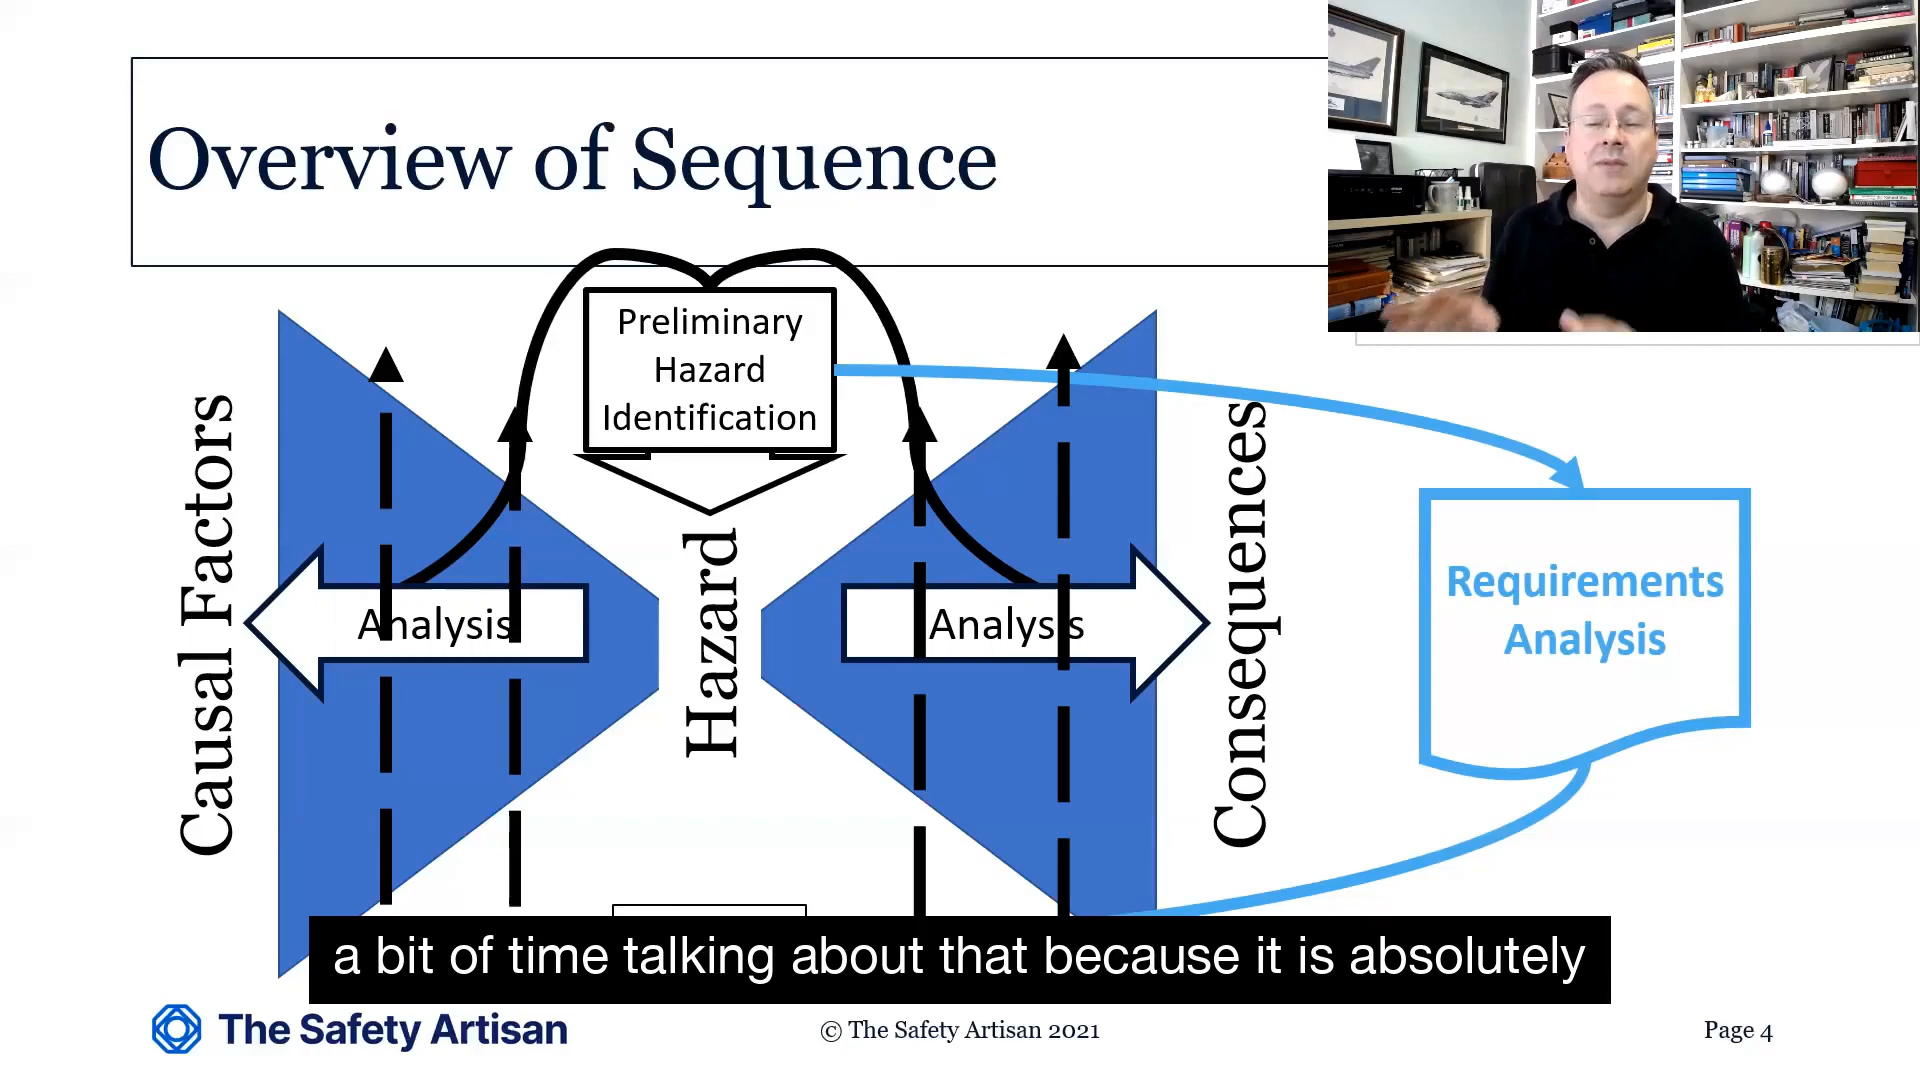 Overview of Sequence
Preliminary
Hazard
Identification
Causal Factors
Analysis
Hazard
Analysis
Consequences
Requirements
Analysis
a bit of time talking about that because it is absolutely
The Safety Artisan
© The Safety Artisan 2021
Page 4